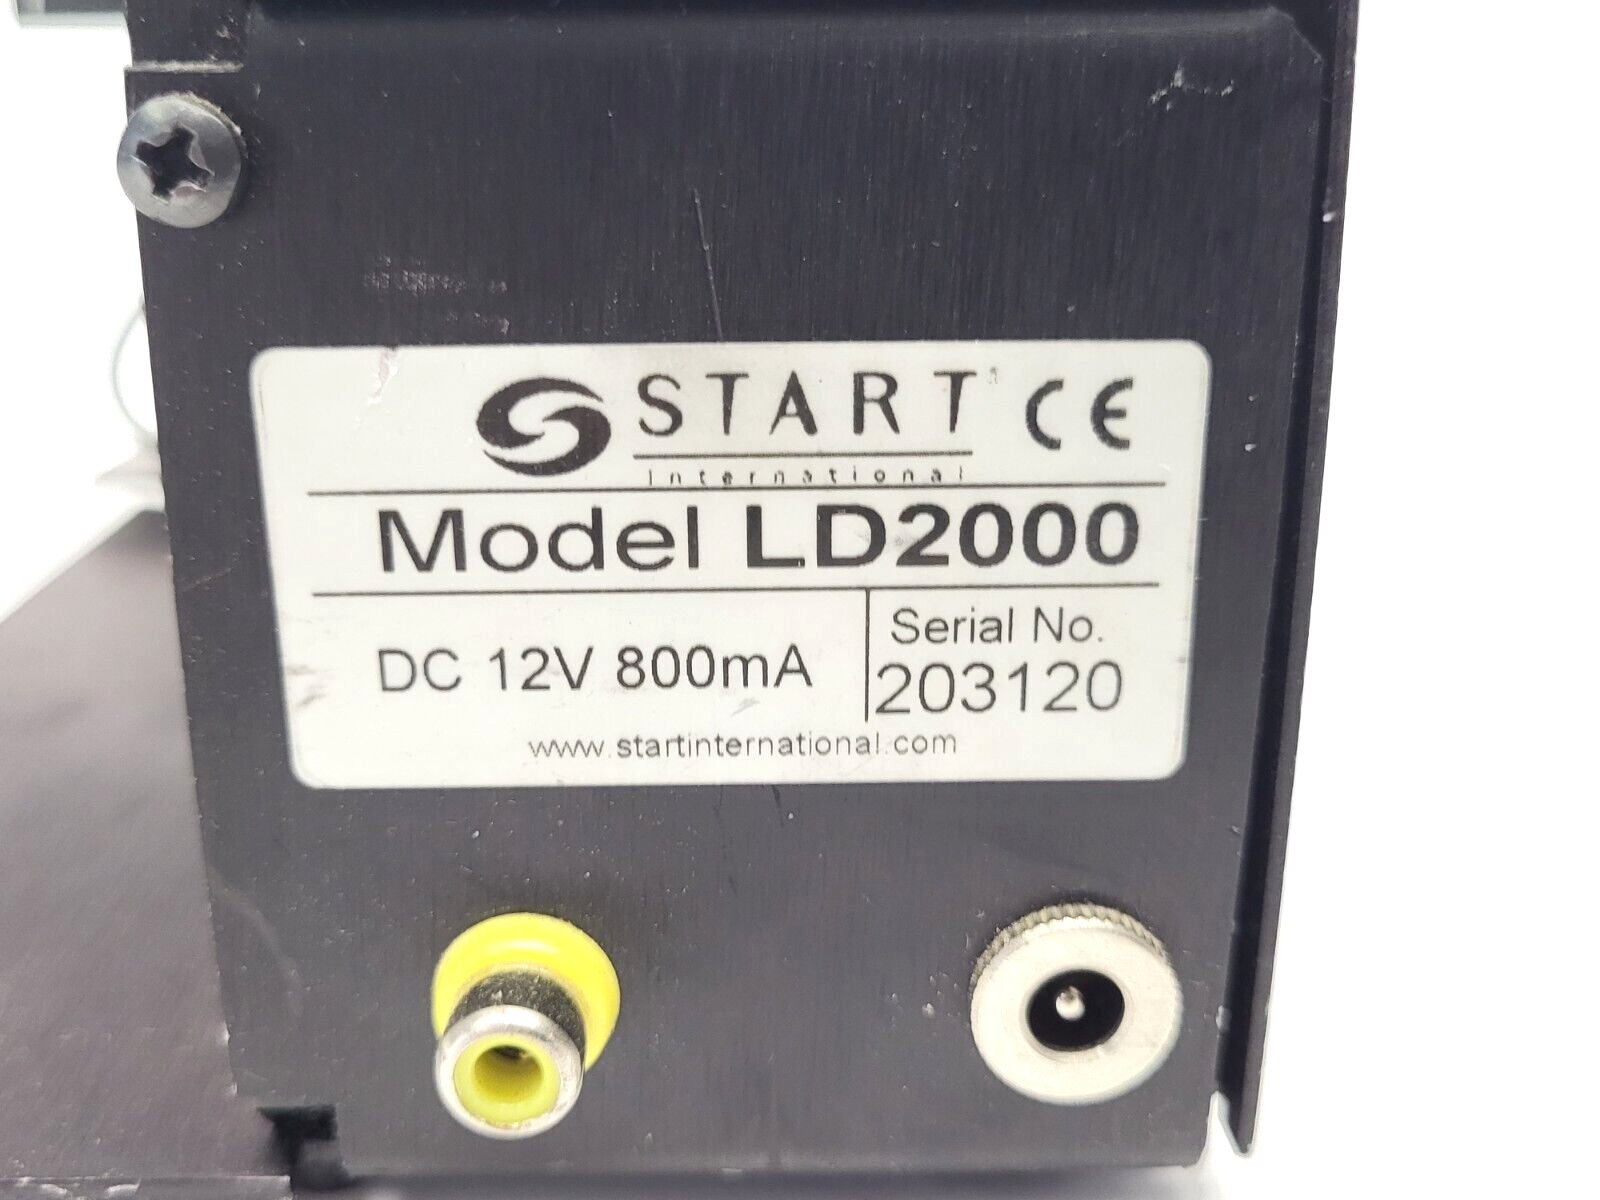 START® CE
International
Model LD2000
DC 12V 800mA
Serial No.
203120
www.startinternational.com